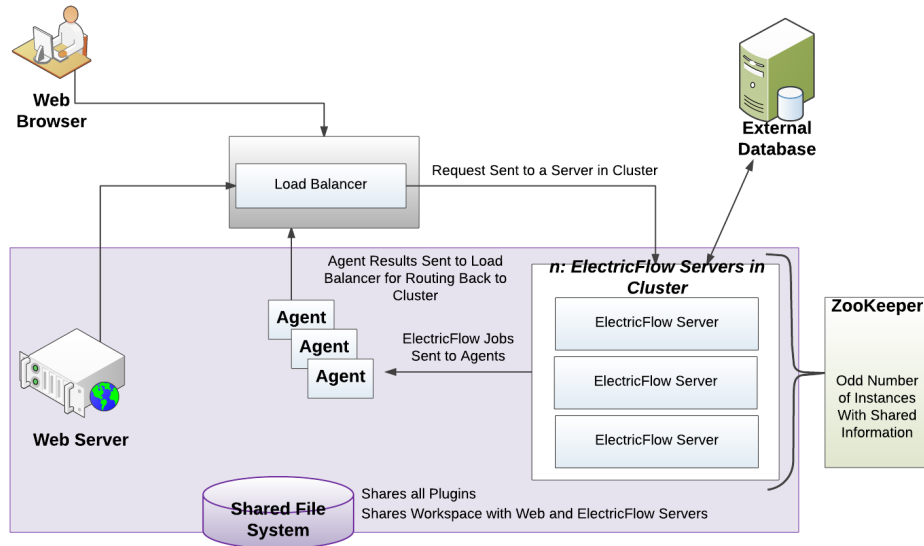 Web
Browser
External
Database
Load Balancer
Request Sent to a Server in Cluster
Agent Results Sent to Load
Balancer for Routing Back to
Cluster
n: ElectricFlow Servers in
Cluster
ElectricFlow Server
ElectricFlow Server
ElectricFlow Server
ZooKeeper
Odd Number
of Instances
With Shared
Information
Agent
Agent
Agent
ElectricFlow Jobs
Sent to Agents
Web Server
Shared File
System
Shares all Plugins
Shares Workspace with Web and ElectricFlow Servers